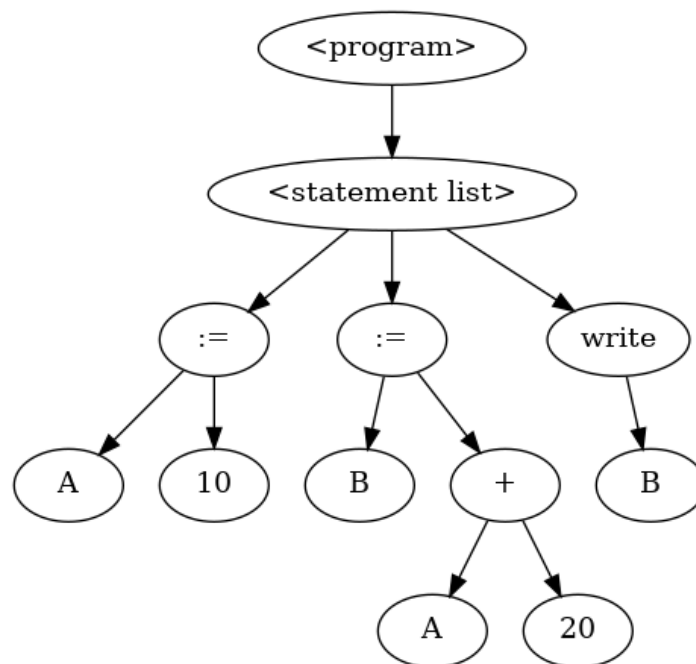 <program>
<statement list>
:= := write
A 10 B + B
A 20